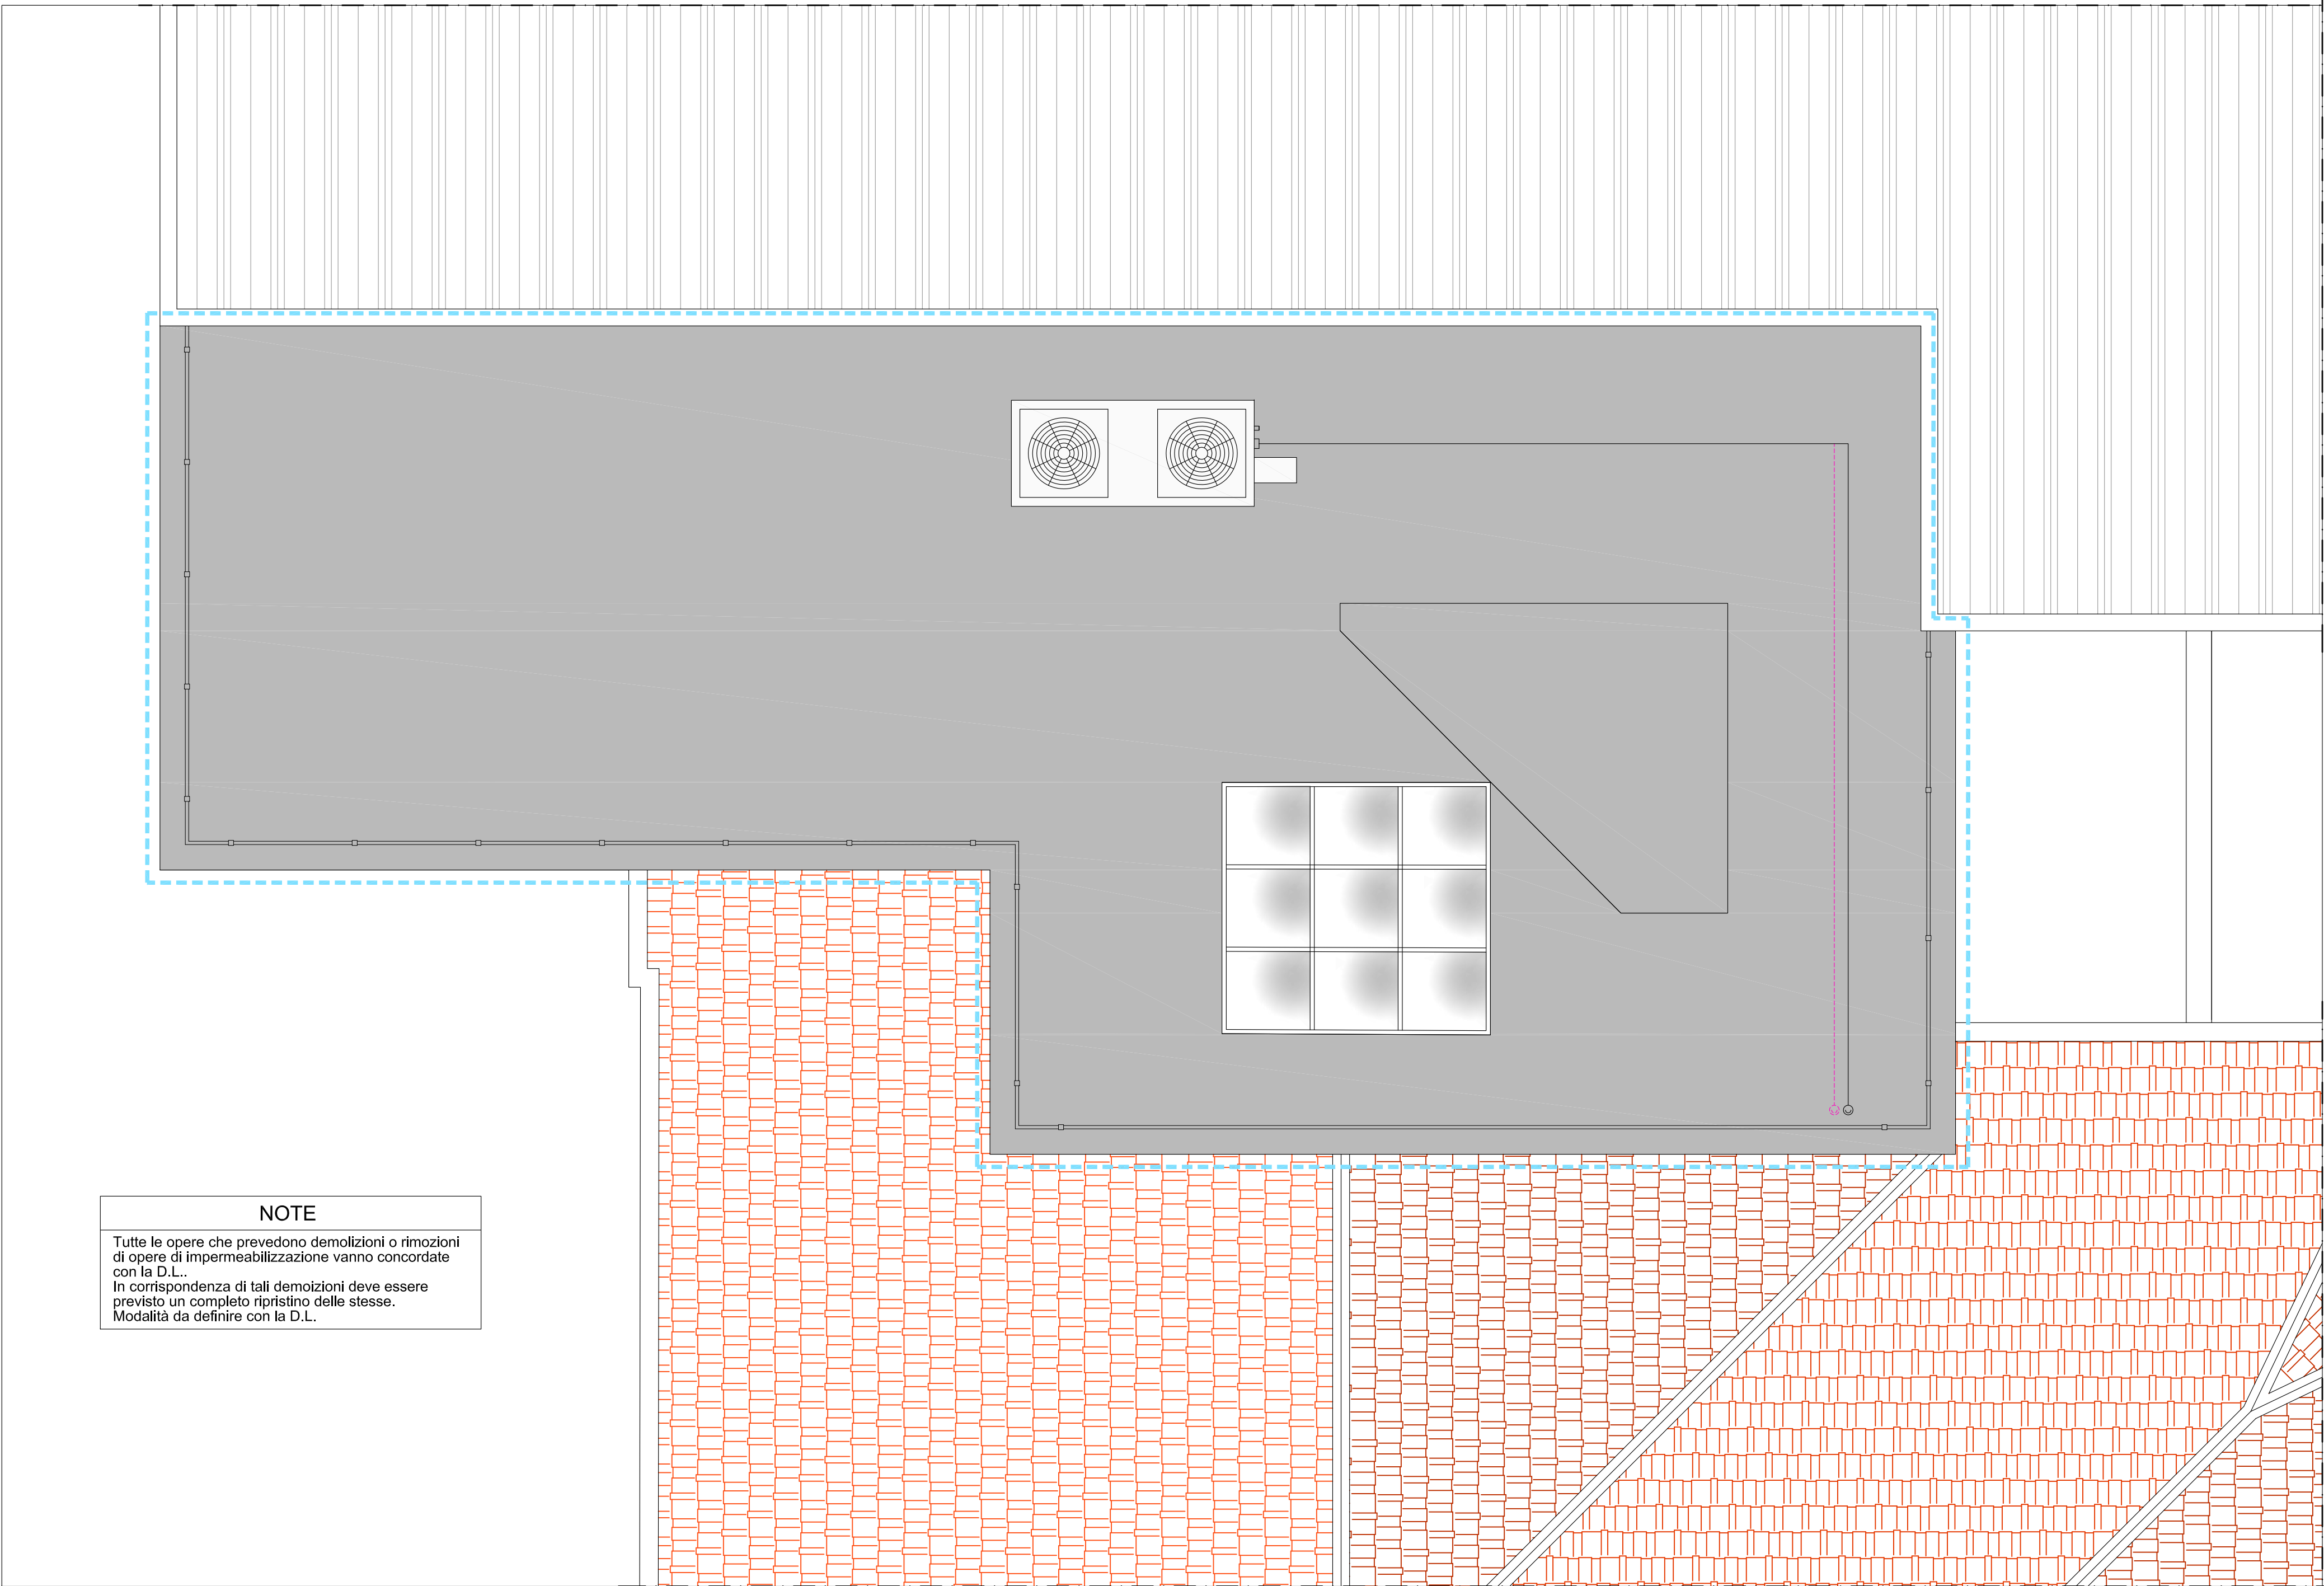 NOTE
Tutte le opere che prevedono demolizioni o rimozioni
di opere di impermeabilizzazione vanno concordate
con la D.L..
In corrispondenza di tali demoizioni deve essere
previsto un completo ripristino delle stesse.
Modalità da definire con la D.L.